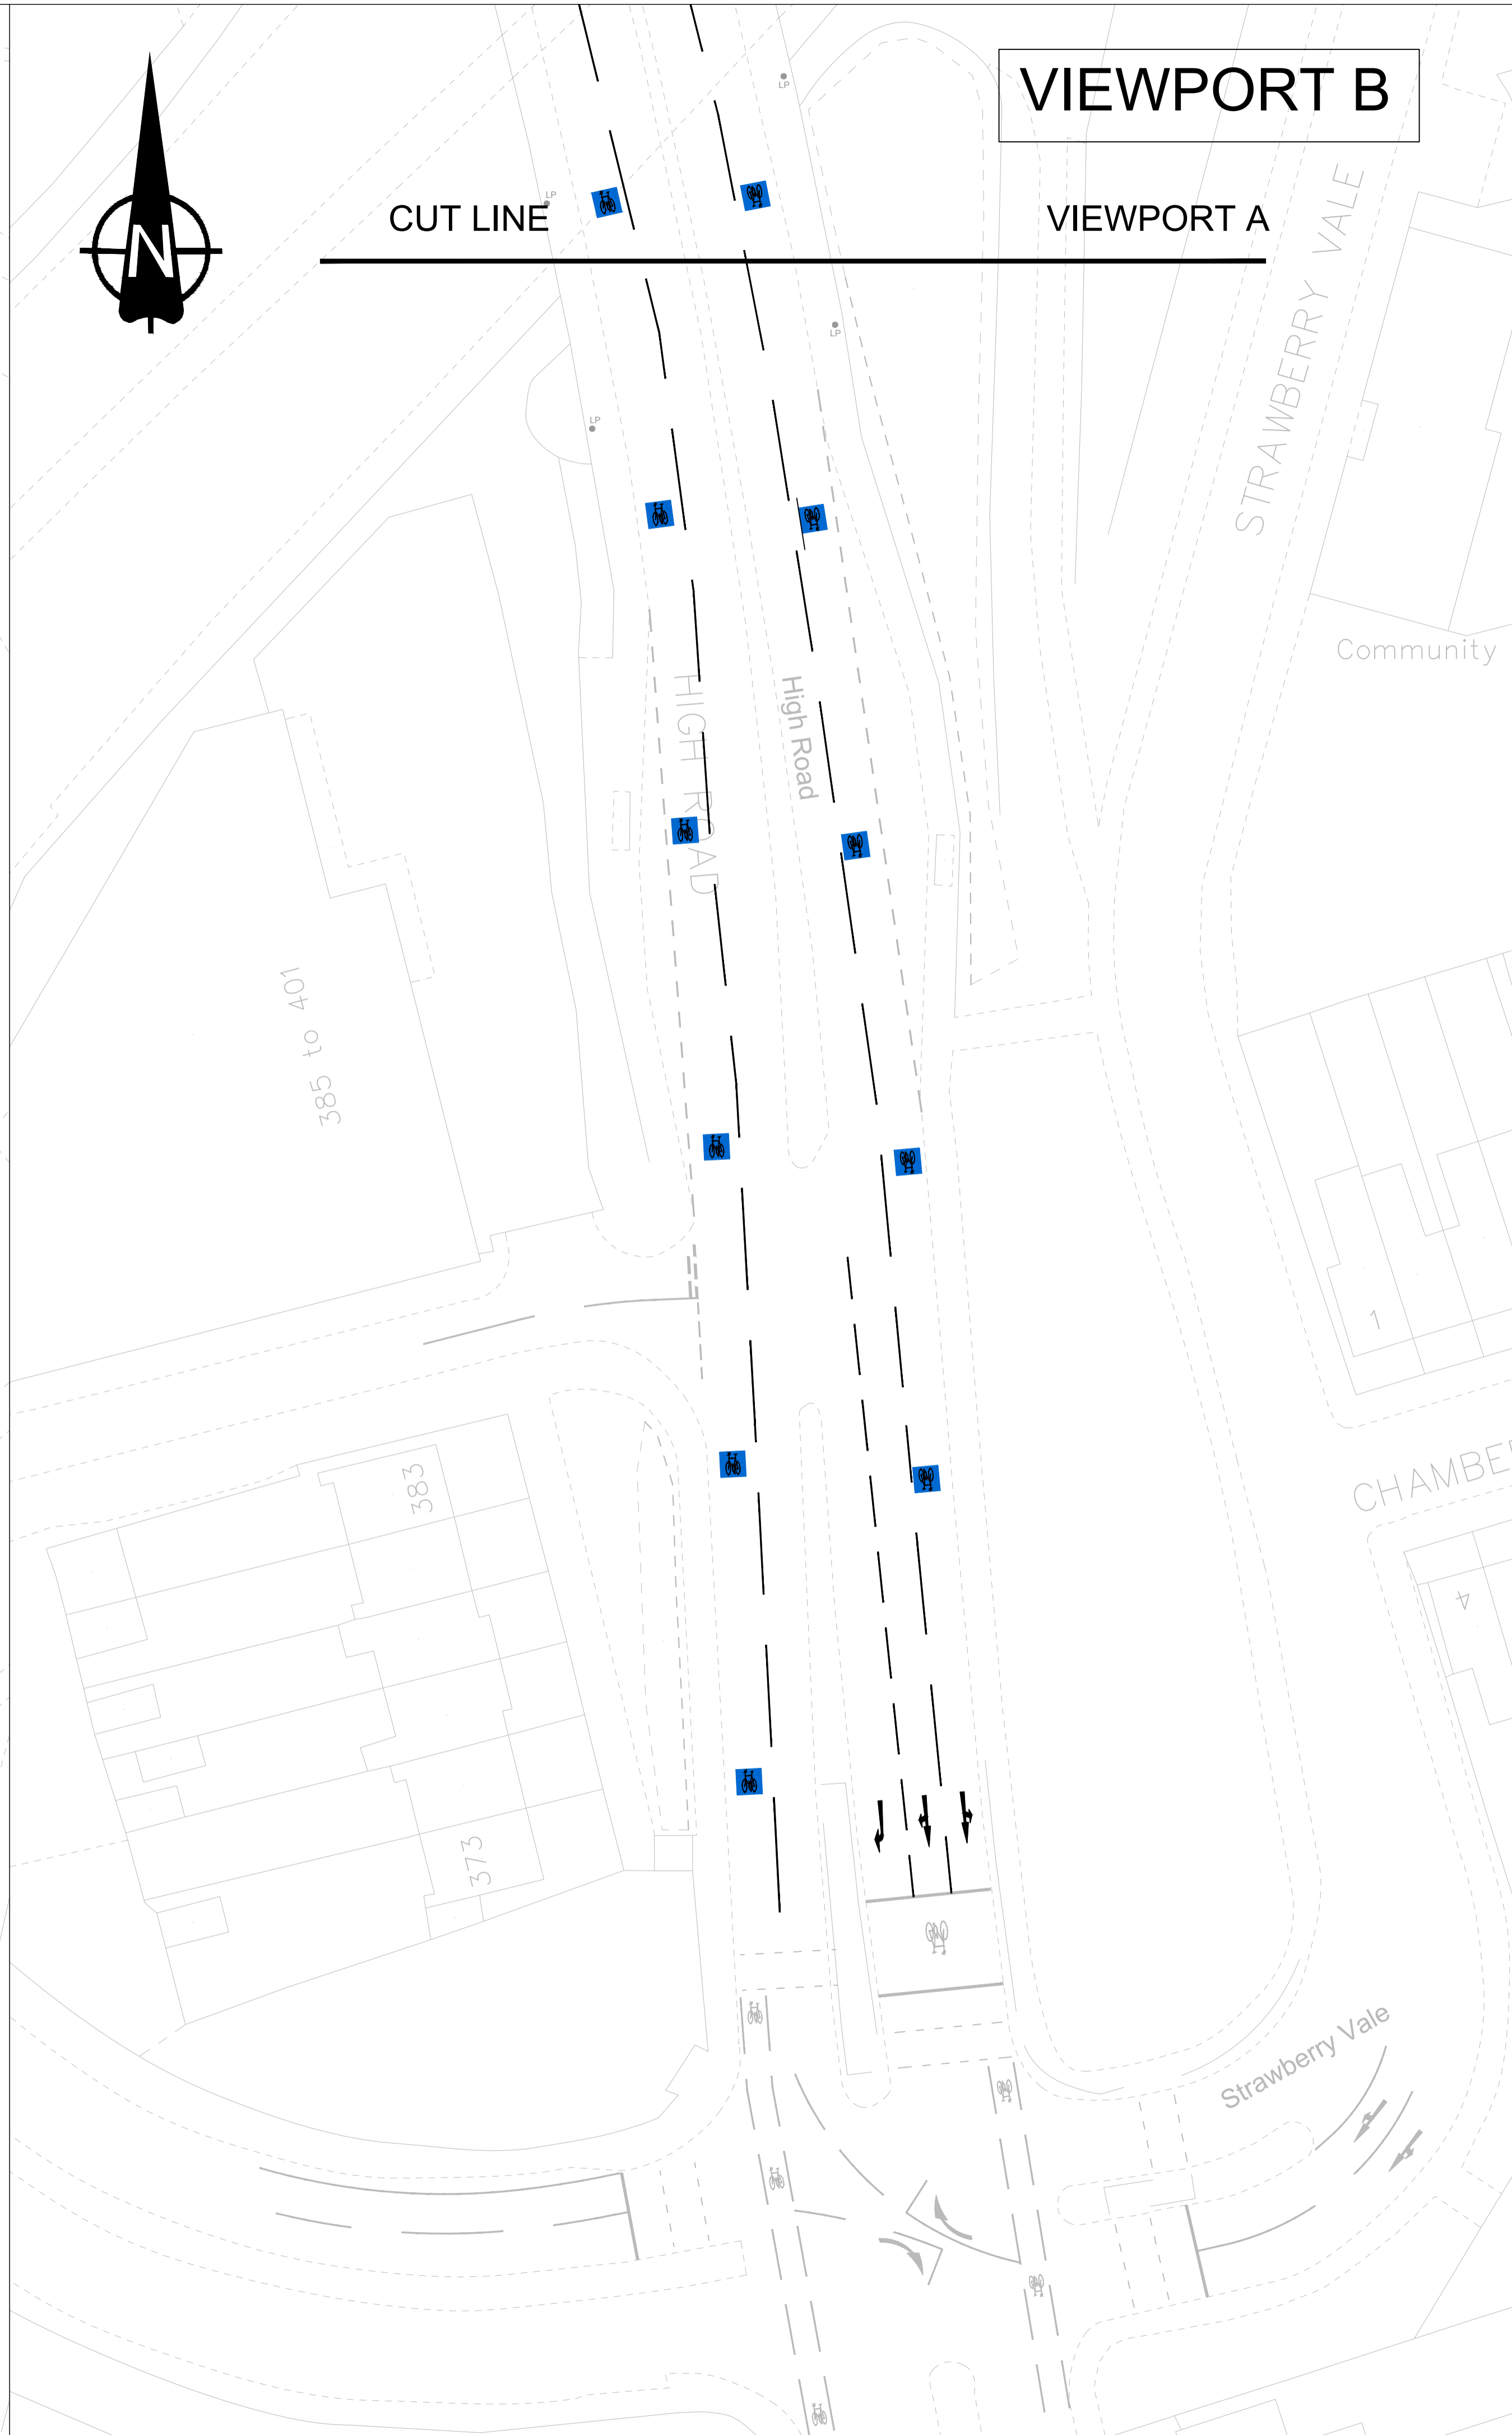 VIEWPORT B
CUT LINE
VIEWPORT A
N
LP
LP
LP
LP
STRAWBERRY VALE
Community
HIGH ROAD
High Road
385 to 401
1
383
CHAMBE
4
373
Strawberry Vale